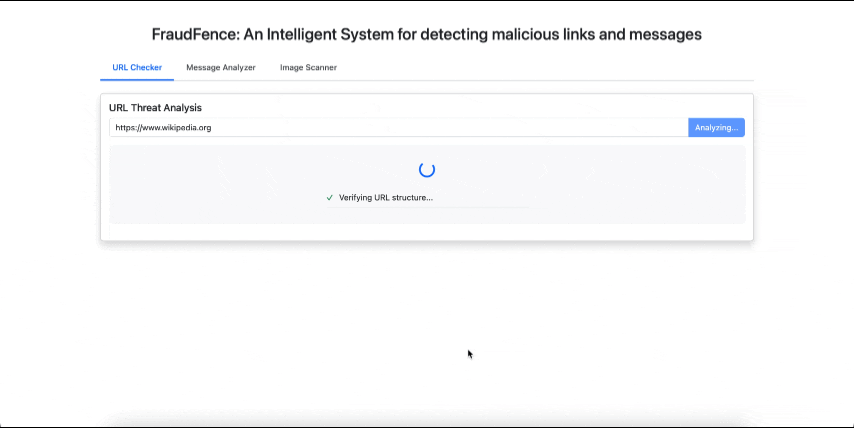 FraudFence: An Intelligent System for detecting malicious links and messages
URL Checker Message Analyzer Image Scanner
URL Threat Analysis
https://www.wikipedia.org Analyzing...
✓ Verifying URL structure...